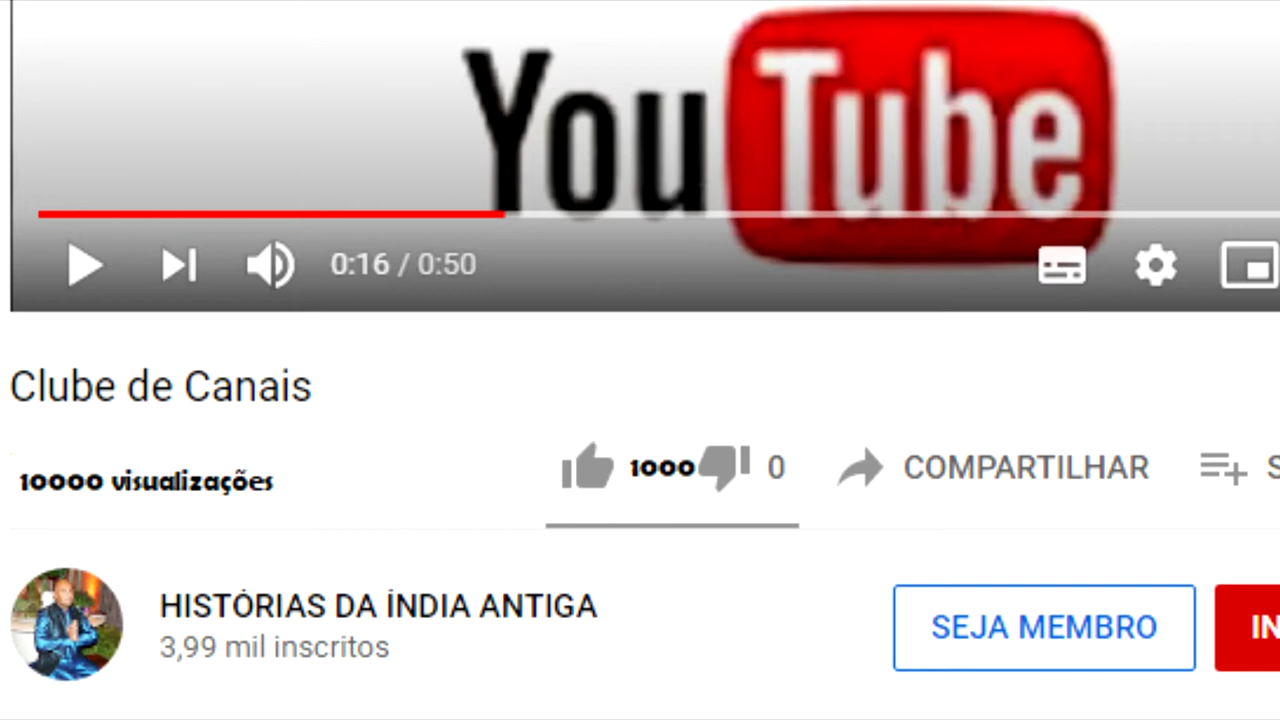 YouTube
0:16 / 0:50
Clube de Canais
10000 visualizações
1000 0 COMPARTILHAR S
HISTÓRIAS DA ÍNDIA ANTIGA
3,99 mil inscritos
SEJA MEMBRO IN